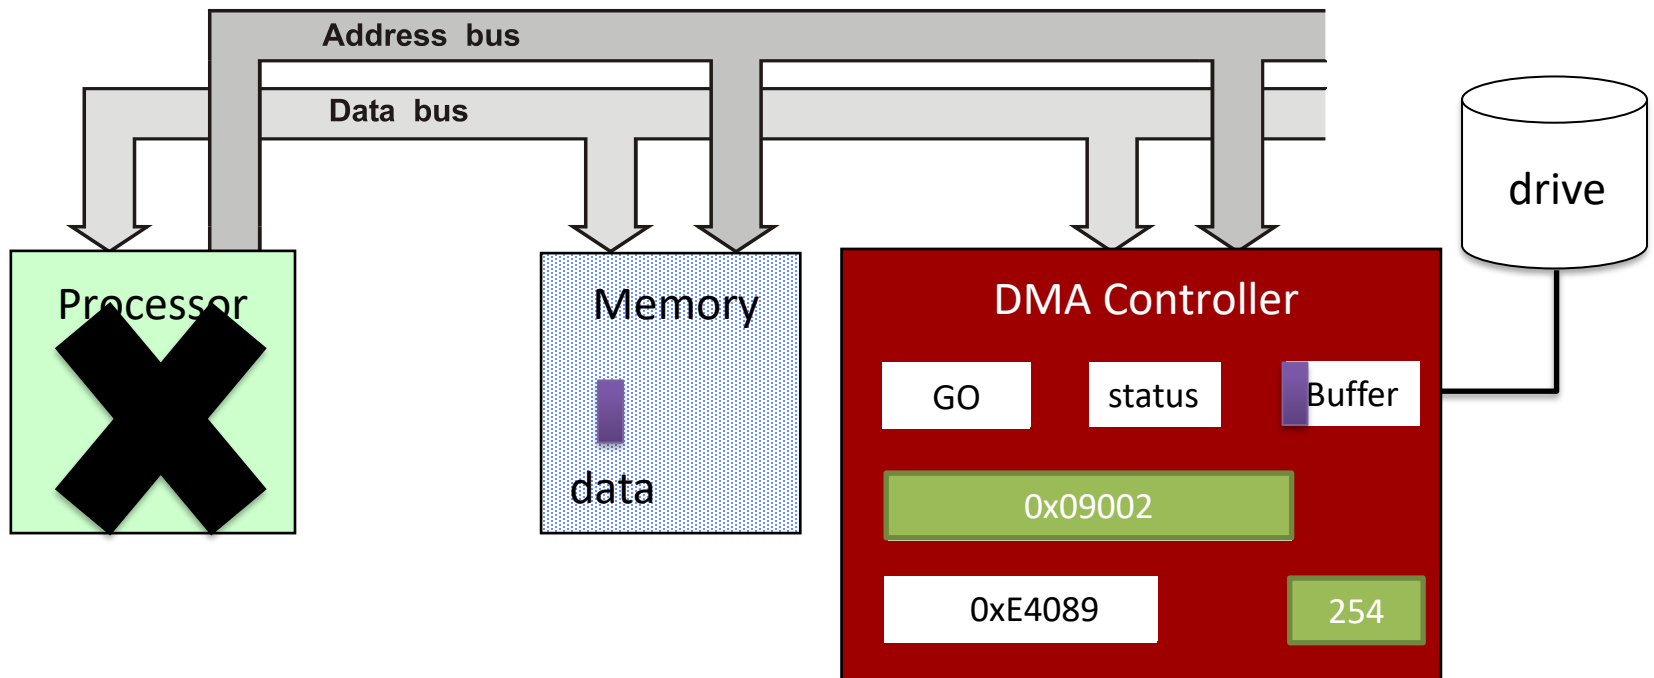 Address bus
Data bus
drive
Processor
Memory
DMA Controller
GO
status
Buffer
data
0x09002
0xE4089
254